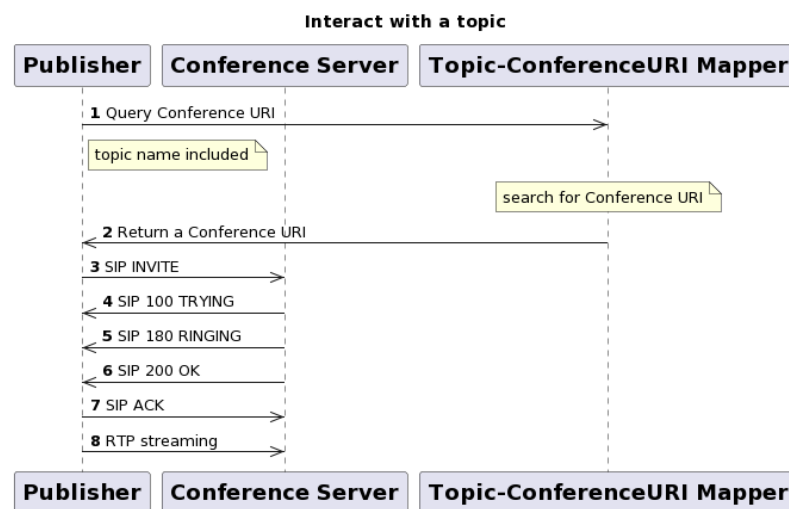 Interact with a topic
Publisher Conference Server Topic-ConferenceURI Mapper
1 Query Conference URI
topic name included
search for Conference URI
2 Return a Conference URI
3 SIP INVITE
4 SIP 100 TRYING
5 SIP 180 RINGING
6 SIP 200 OK
7 SIP ACK
8 RTP streaming
Publisher Conference Server Topic-ConferenceURI Mapper